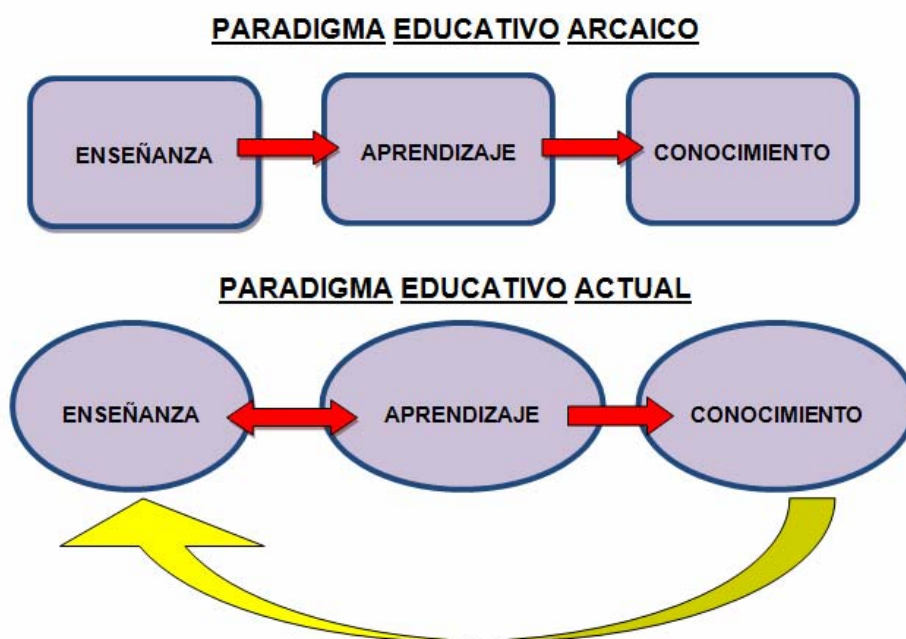 PARADIGMA EDUCATIVO ARCAICO
ENSEÑANZA
APRENDIZAJE
CONOCIMIENTO
PARADIGMA EDUCATIVO ACTUAL
ENSEÑANZA
APRENDIZAJE
CONOCIMIENTO